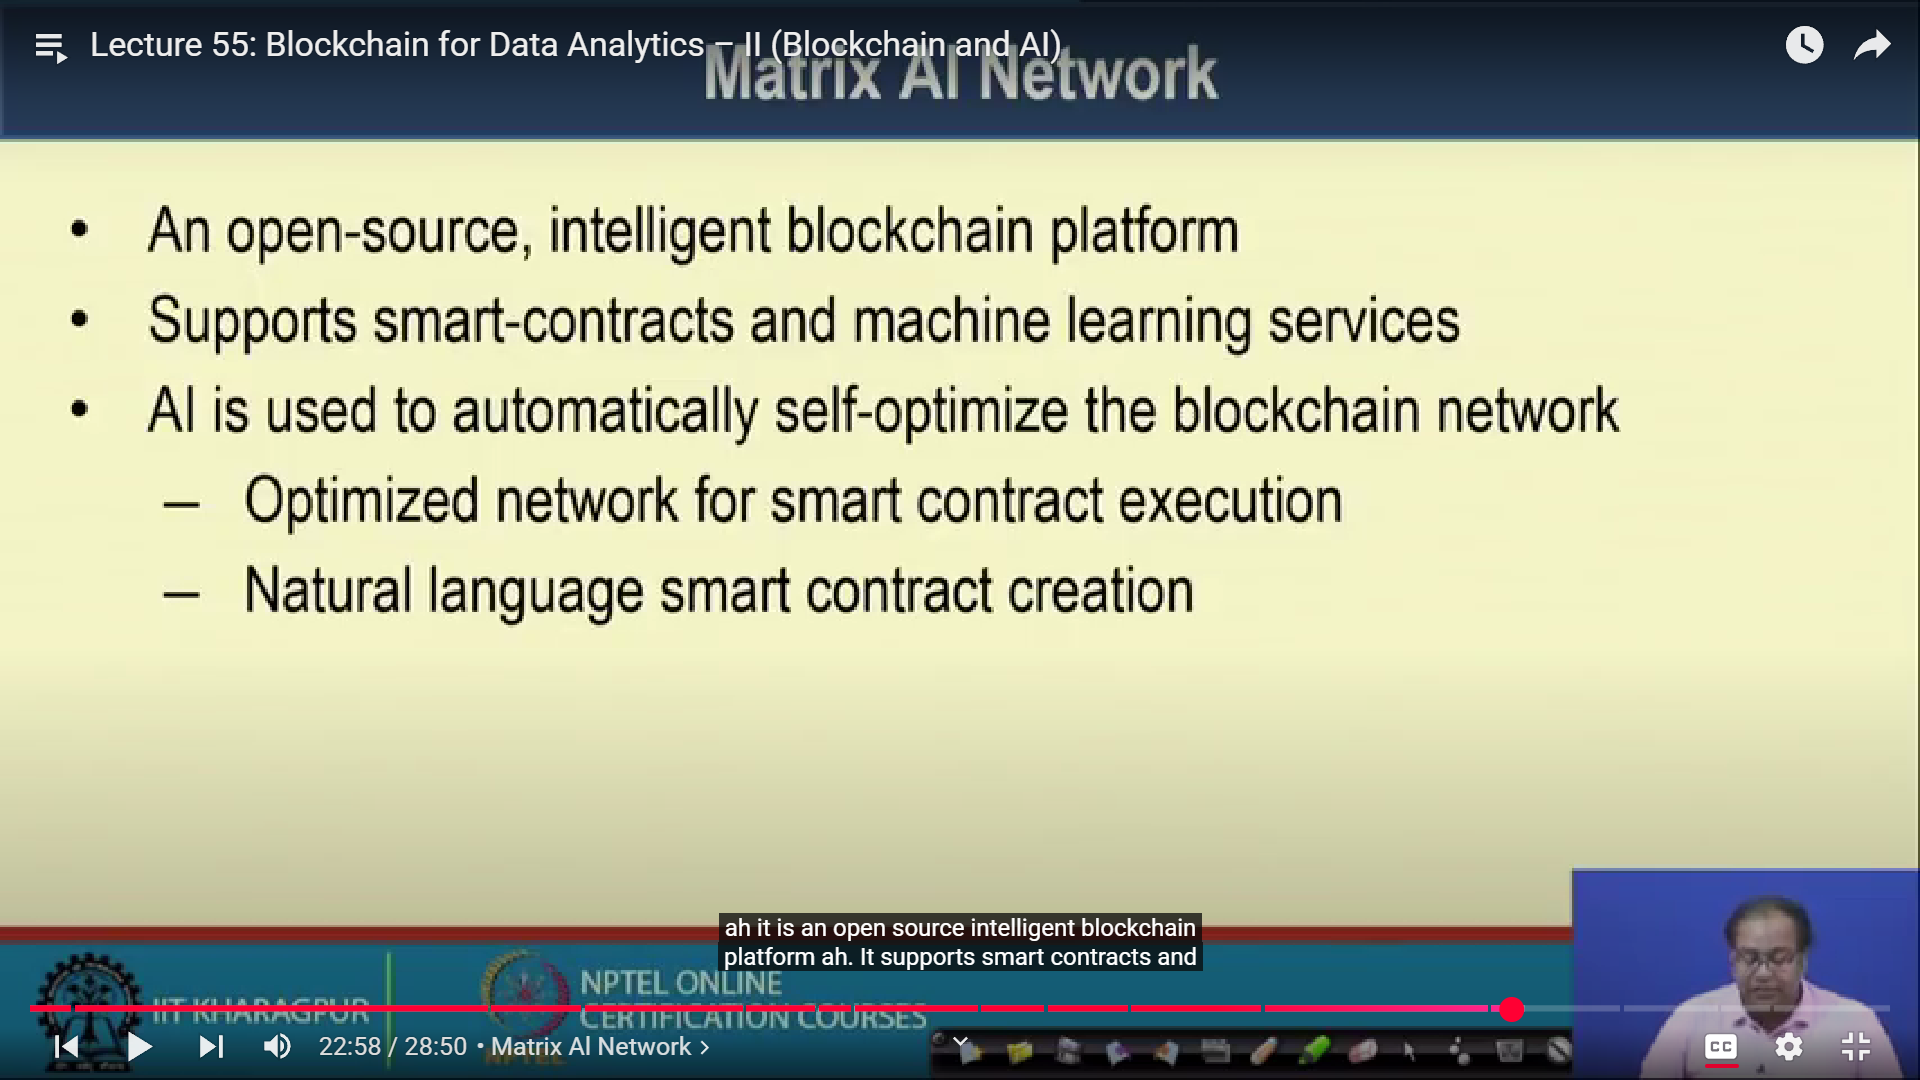 Lecture 55: Blockchain for Data Analytics – II (Blockchain and AI)
Matrix AI Network
• An open-source, intelligent blockchain platform
• Supports smart-contracts and machine learning services
• AI is used to automatically self-optimize the blockchain network
– Optimized network for smart contract execution
– Natural language smart contract creation
ah it is an open source intelligent blockchain
platform ah. It supports smart contracts and
IIT KHARAGPUR
NPTEL ONLINE
CERTIFICATION COURSES
NPTEL
22:58 / 28:50 • Matrix AI Network
CC